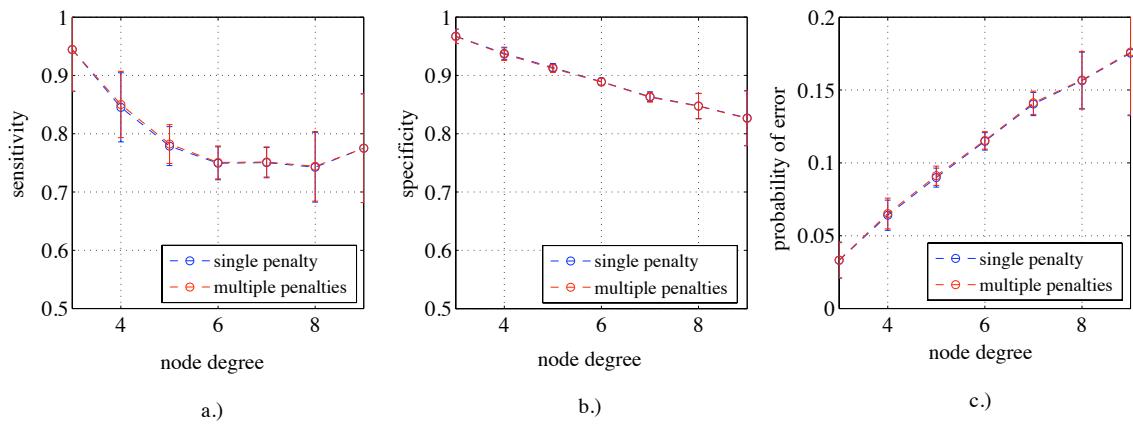 1
0.9
0.8
0.7
0.6
0.5
sensitivity
4
6
8
node degree
single penalty
multiple penalties
a.)
1
0.9
0.8
0.7
0.6
0.5
specificity
4
6
8
node degree
single penalty
multiple penalties
b.)
0.2
0.15
0.1
0.05
0
probability of error
4
6
8
node degree
single penalty
multiple penalties
c.)